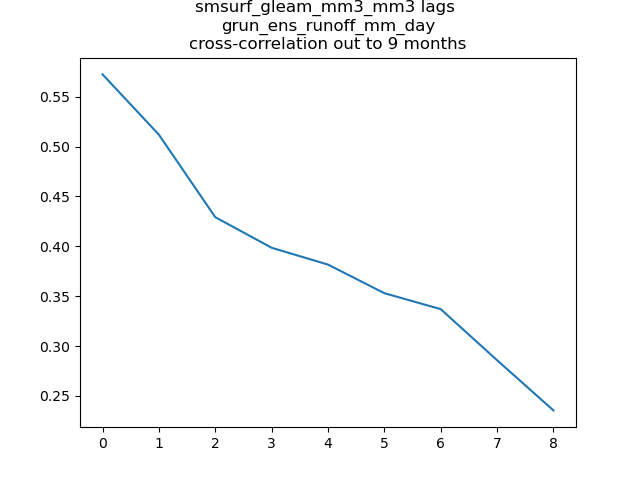 smsurf_gleam_mm3_mm3 lags
grun_ens_runoff_mm_day
cross-correlation out to 9 months
0.55
0.50
0.45
0.40
0.35
0.30
0.25
0 1 2 3 4 5 6 7 8